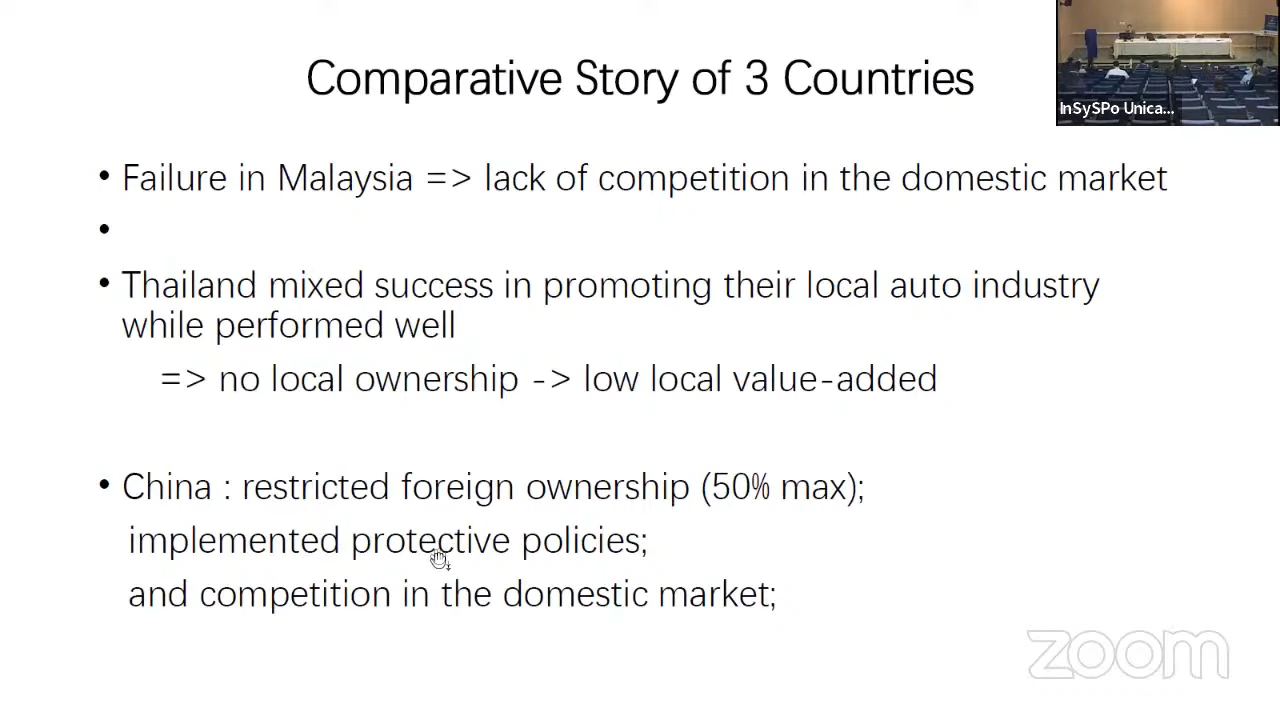 Comparative Story of 3 Countries
InSySPo Unica...
• Failure in Malaysia => lack of competition in the domestic market
•
• Thailand mixed success in promoting their local auto industry
while performed well
=> no local ownership -> low local value-added
• China : restricted foreign ownership (50% max);
implemented protective policies;
and competition in the domestic market;
zoom